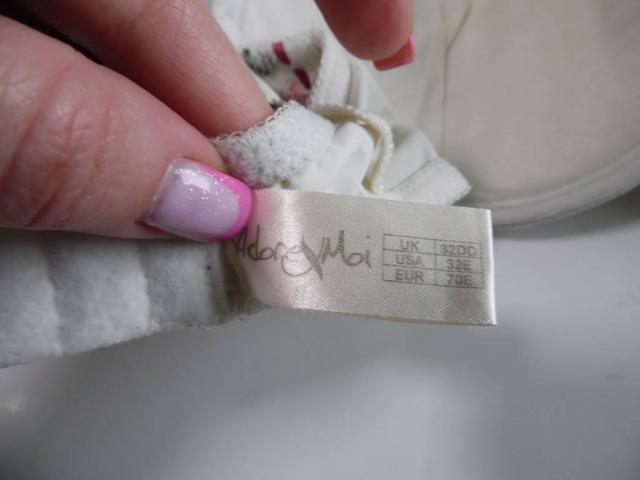 Adore Moi
UK 32DD
USA 32E
EUR 70E